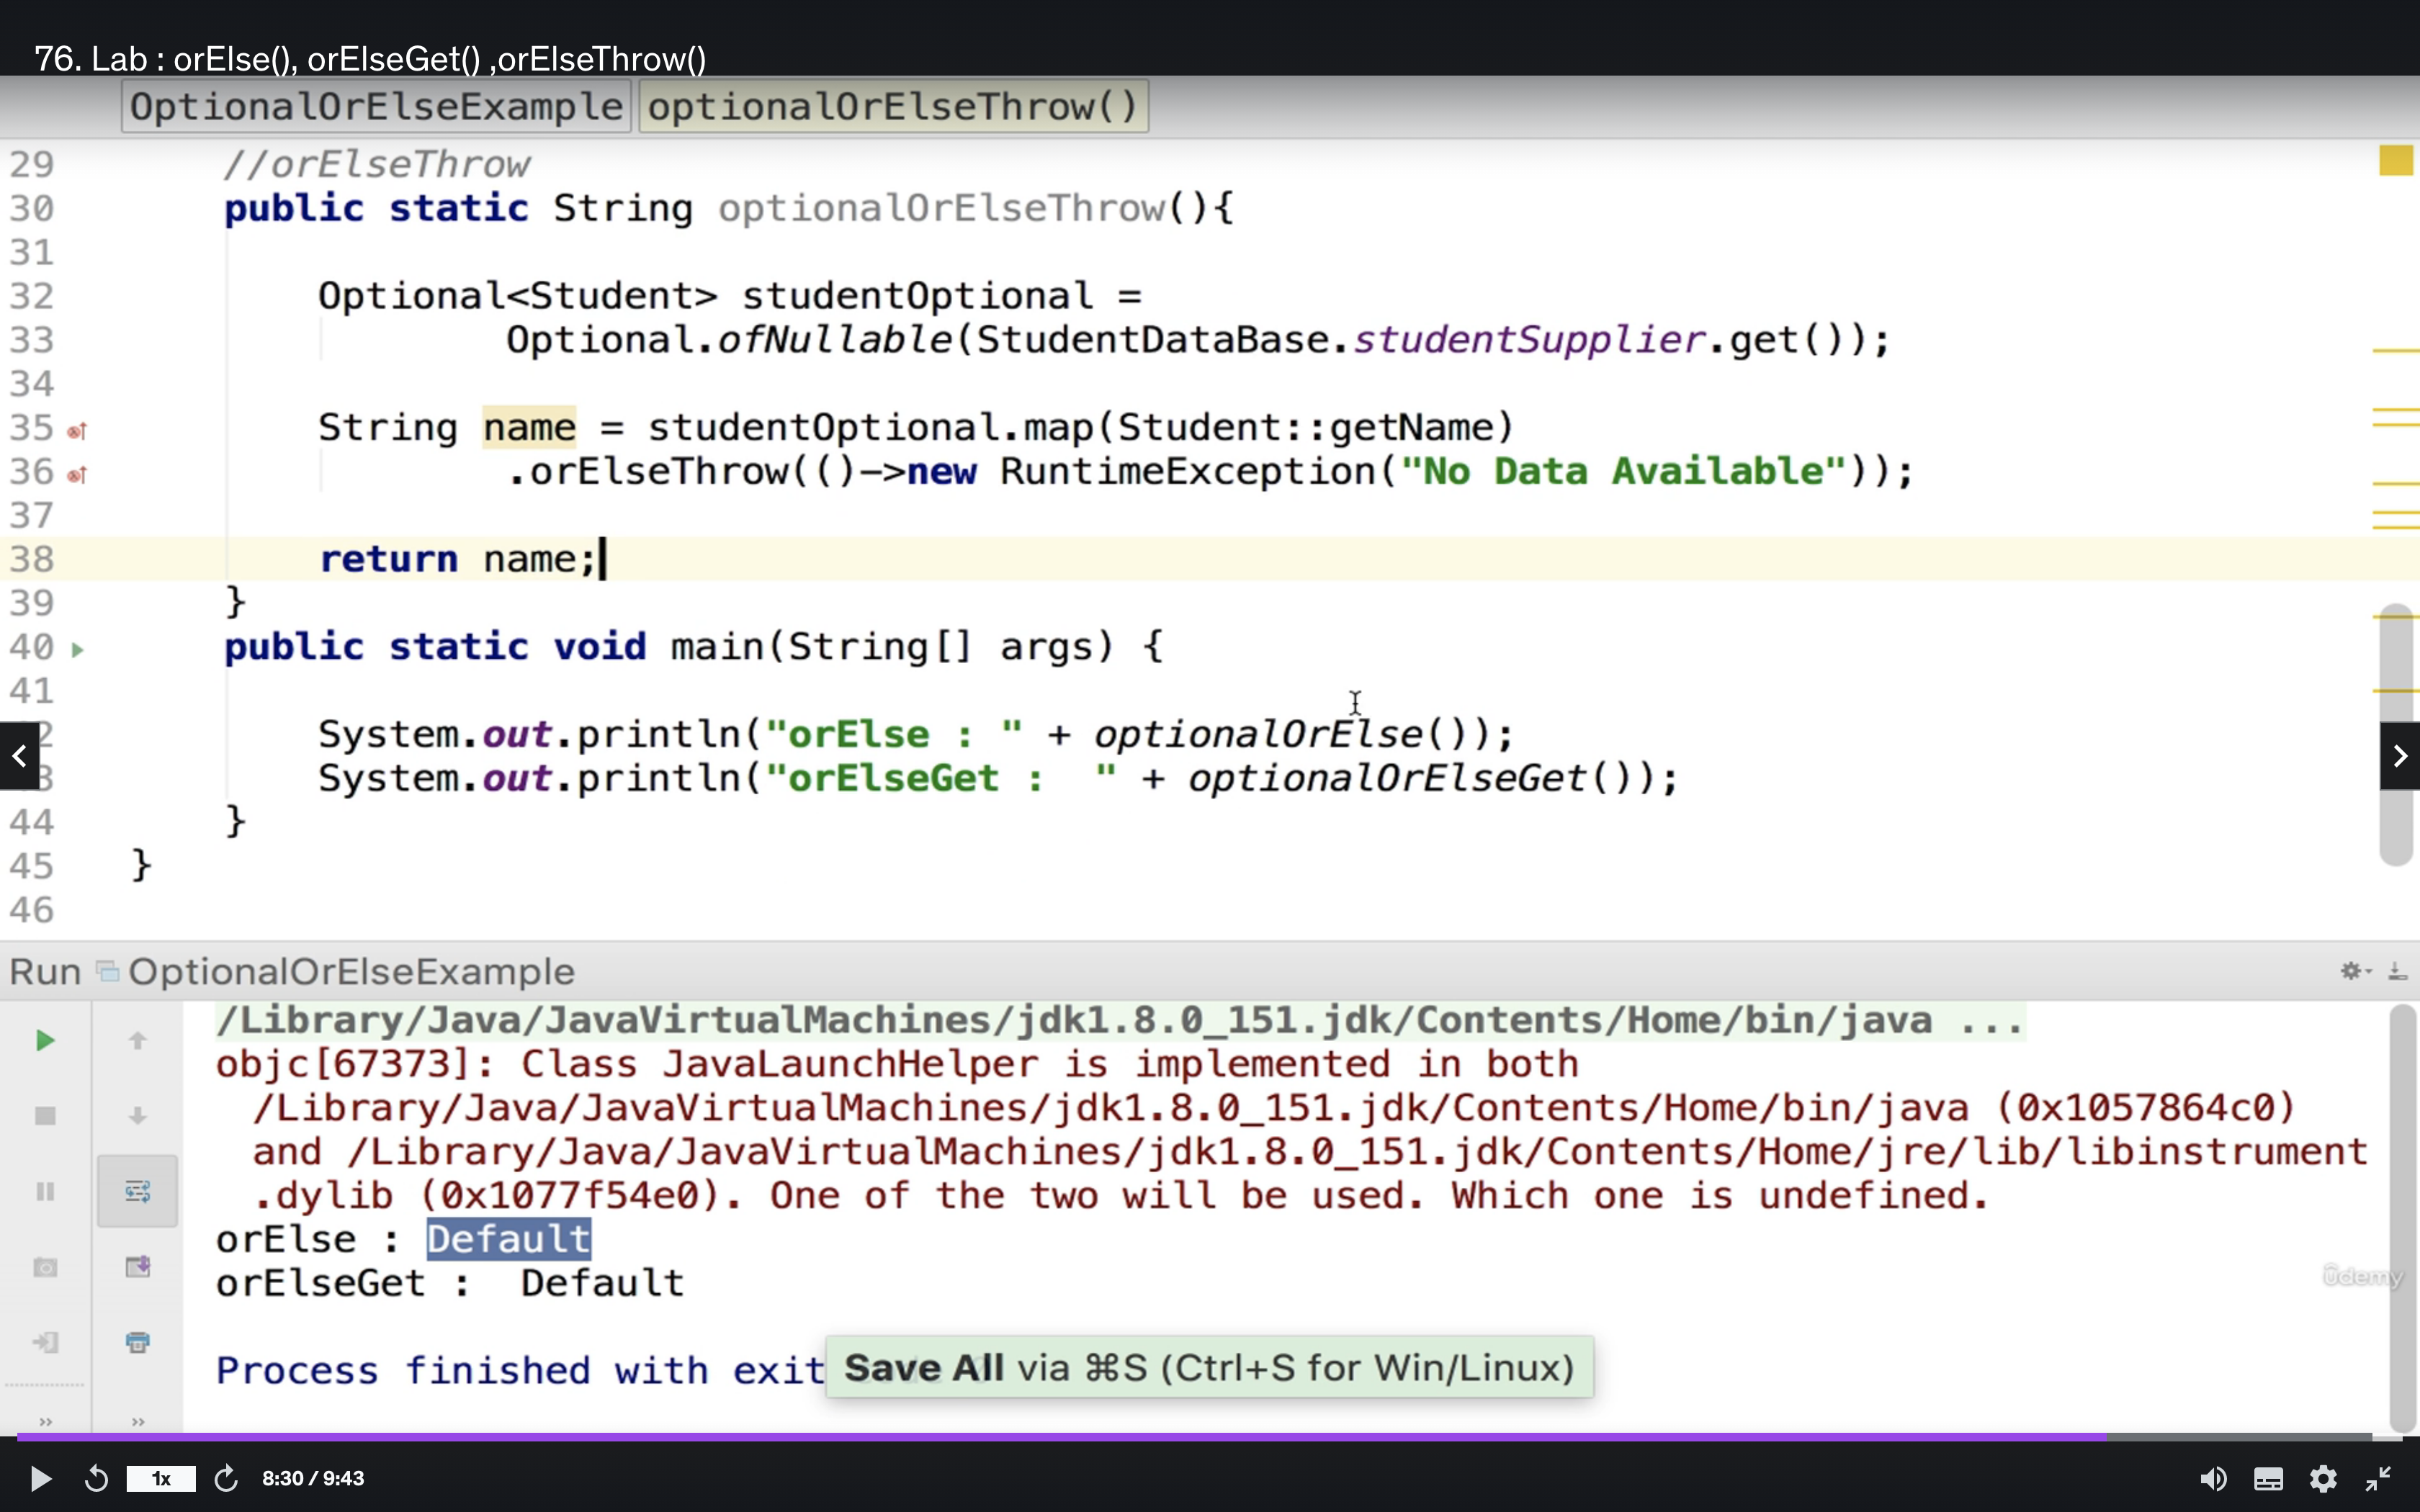 76. Lab : orElse(), orElseGet() ,orElseThrow()
OptionalOrElseExample optionalOrElseThrow()
29 //orElseThrow
30 public static String optionalOrElseThrow(){
31
32 Optional<Student> studentOptional =
33 Optional.ofNullable(StudentDataBase.studentSupplier.get());
34
35 String name = studentOptional.map(Student::getName)
36 .orElseThrow(()->new RuntimeException("No Data Available"));
37
38 return name;
39 }
40 public static void main(String[] args) {
41
2 System.out.println("orElse : " + optionalOrElse());
3 System.out.println("orElseGet :  " + optionalOrElseGet());
44 }
45 }
46
Run OptionalOrElseExample
/Library/Java/JavaVirtualMachines/jdk1.8.0_151.jdk/Contents/Home/bin/java ...
objc[67373]: Class JavaLaunchHelper is implemented in both
/Library/Java/JavaVirtualMachines/jdk1.8.0_151.jdk/Contents/Home/bin/java (0x1057864c0)
and /Library/Java/JavaVirtualMachines/jdk1.8.0_151.jdk/Contents/Home/jre/lib/libinstrument
.dylib (0x1077f54e0). One of the two will be used. Which one is undefined.
orElse : Default
orElseGet :  Default
ûdemy
Process finished with exit
Save All via ⌘S (Ctrl+S for Win/Linux)
1x 8:30 / 9:43